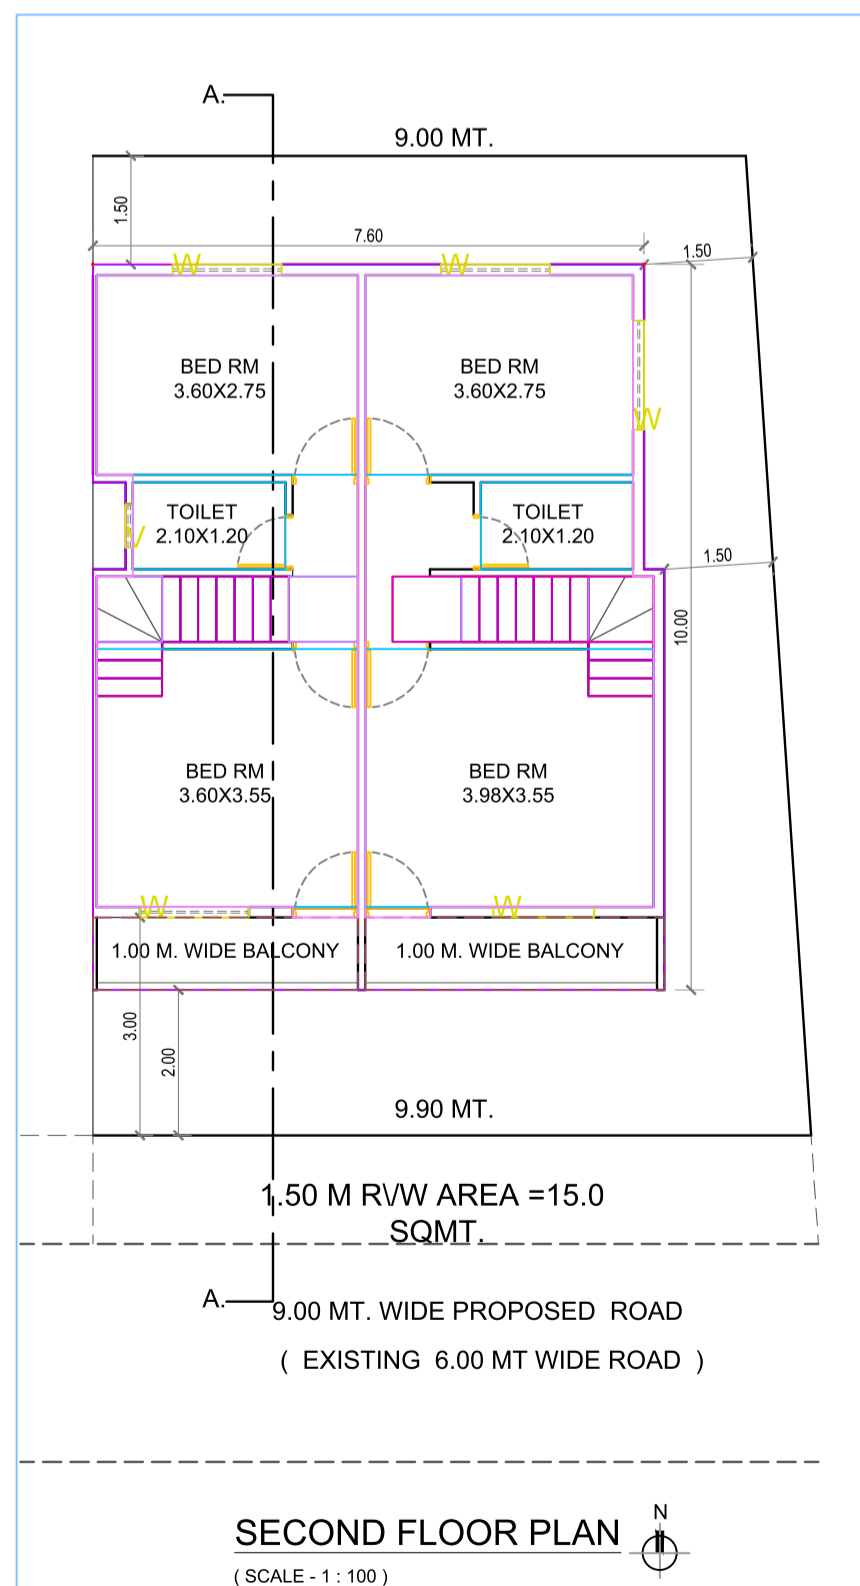 A.
9.00 MT.
1.50
7.60
1.50
W
W
BED RM
3.60X2.75
BED RM
3.60X2.75
W
TOILET
2.10X1.20
TOILET
2.10X1.20
V
1.50
10.00
BED RM
3.60X3.55
BED RM
3.98X3.55
W
W
1.00 M. WIDE BALCONY
1.00 M. WIDE BALCONY
3.00
2.00
9.90 MT.
1.50 M R\/W AREA =15.0
SQMT.
A.
9.00 MT. WIDE PROPOSED ROAD
( EXISTING 6.00 MT WIDE ROAD )
N
SECOND FLOOR PLAN
( SCALE - 1 : 100 )